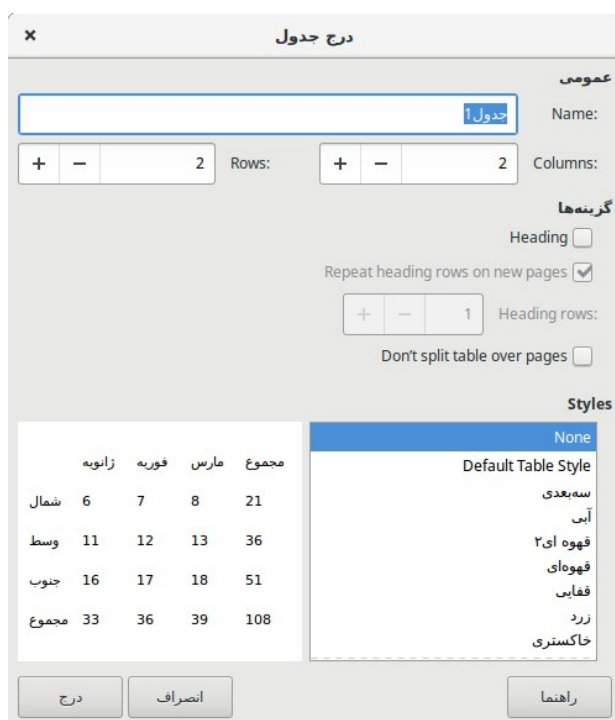 درج جدول
عمومی
Name: جدول1
Columns: 2 Rows: 2
گزینه‌ها
Heading
Repeat heading rows on new pages
Heading rows: 1
Don't split table over pages
Styles
None
Default Table Style
سه‌بعدی
آبی
قهوه ای۲
قهوه‌ای
قفایی
زرد
خاکستری
ژانویه فوریه مارس مجموع
شمال 6 7 8 21
وسط 11 12 13 36
جنوب 16 17 18 51
مجموع 33 36 39 108
راهنما انصراف درج